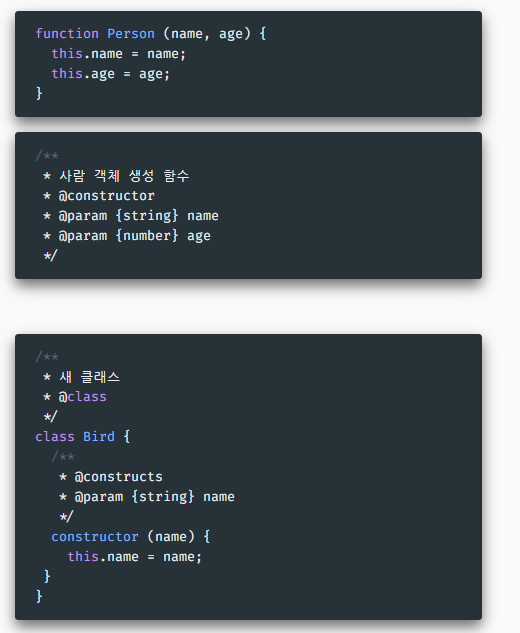 function Person (name, age) {
  this.name = name;
  this.age = age;
}
/**
 * 사람 객체 생성 함수
 * @constructor
 * @param {string} name
 * @param {number} age
 */
/**
 * 새 클래스
 * @class
 */
class Bird {
  /**
   * @constructs
   * @param {string} name
   */
  constructor (name) {
    this.name = name;
 }
}